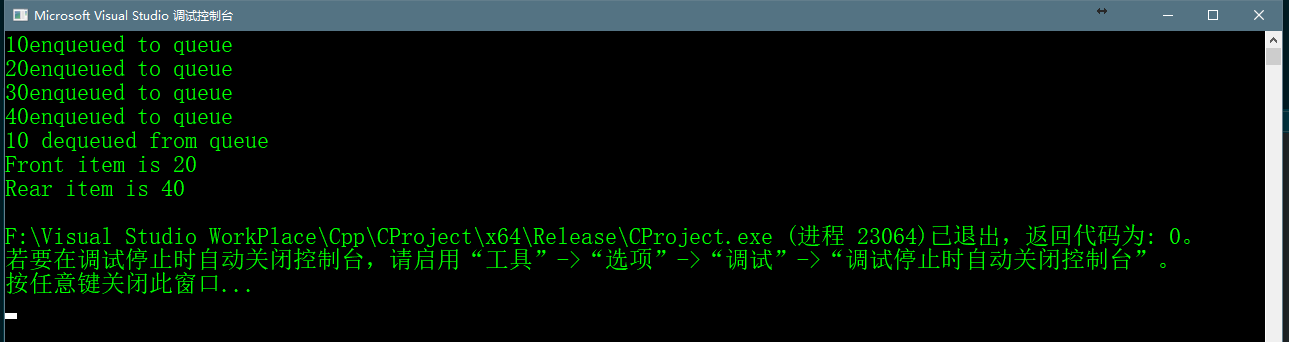 Microsoft Visual Studio 调试控制台
10enqueued to queue
20enqueued to queue
30enqueued to queue
40enqueued to queue
10 dequeued from queue
Front item is 20
Rear item is 40
F:\Visual Studio WorkPlace\Cpp\CProject\x64\Release\CProject.exe (进程 23064)已退出，返回代码为: 0。
若要在调试停止时自动关闭控制台，请启用“工具”->“选项”->“调试”->“调试停止时自动关闭控制台”。
按任意键关闭此窗口...